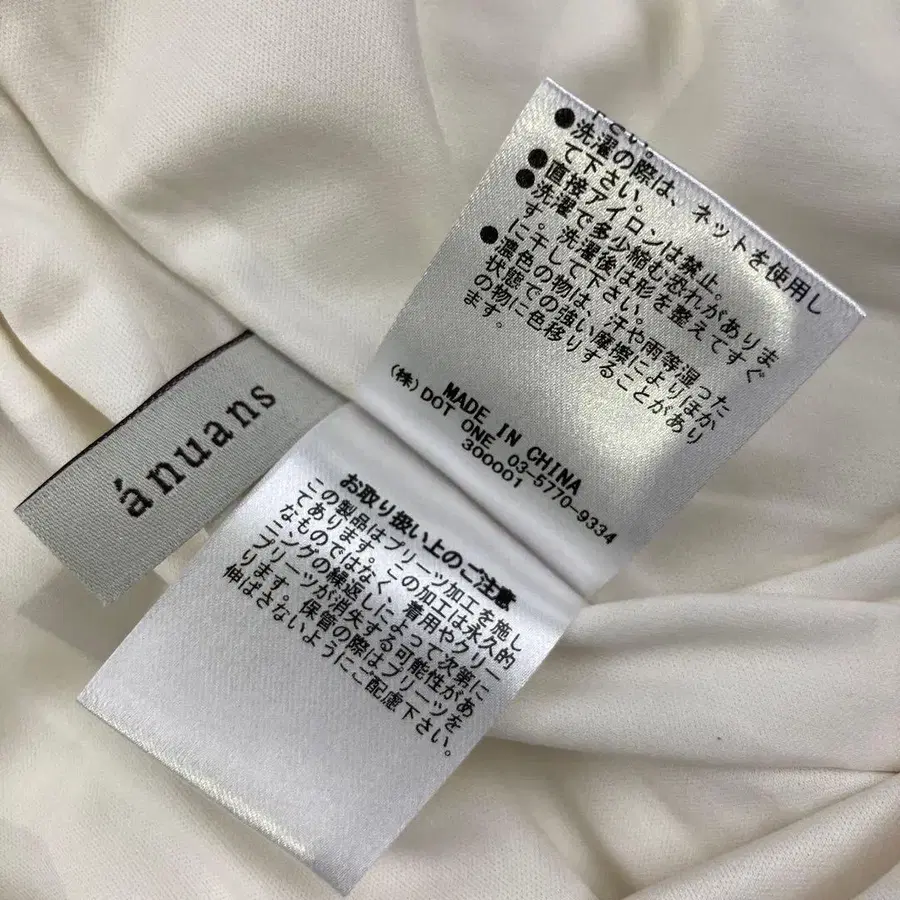 下さい。
●洗濯の際は、ネットを使用し
て下さい。
●直接アイロンは禁止。
●洗濯で多少縮む恐れがありま
す。洗濯後は形を整えてすぐ
に干して下さい。
●濃色の物は、汗や雨等湿った
状態での強い摩擦によりほか
の物に色移りすることがあり
ます。
MADE IN CHINA
(株)DOT ONE 03-5770-9334
300001
ánuans
お取り扱い上のご注意
この製品はプリーツ加工を施し
てあります。この加工は永久的
なものではなく、着用やクリー
ニングの繰返しによって次第に
プリーツが消失する可能性があ
ります。保管の際はプリーツを
伸ばさないようにご配慮下さい。